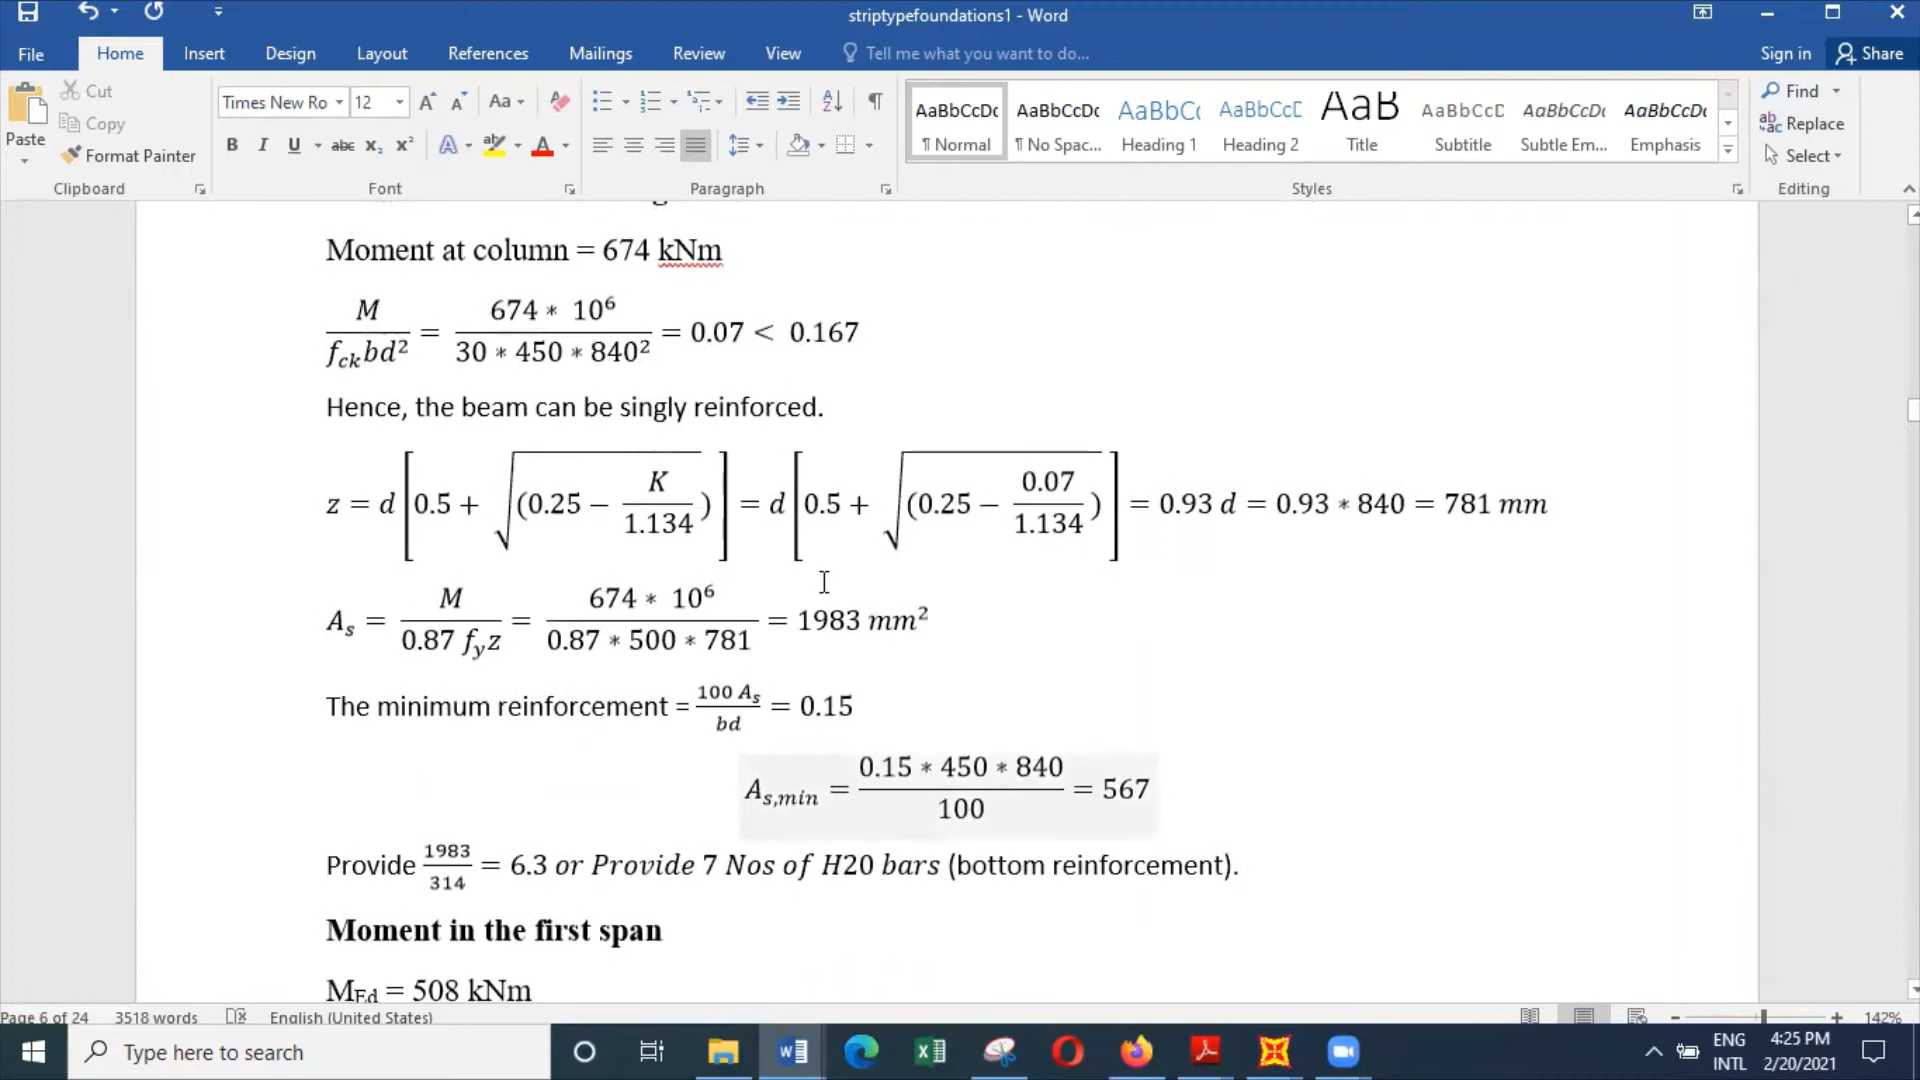 striptypefoundations1 - Word
File Home Insert Design Layout References Mailings Review View Tell me what you want to do... Sign in Share
Paste Cut Copy Format Painter
Times New Ro 12 Aa
B I U abc x₂ x² A
AaBbCcDc AaBbCcDc AaBbCc AaBbCcD AaB AaBbCcD AaBbCcDc AaBbCcDc
¶ Normal ¶ No Spac... Heading 1 Heading 2 Title Subtitle Subtle Em... Emphasis
Find Replace Select
Clipboard Font Paragraph Styles Editing
Moment at column = 674 kNm
M / f_ck bd² = 674 * 10⁶ / 30 * 450 * 840² = 0.07 < 0.167
Hence, the beam can be singly reinforced.
z = d [0.5 + √(0.25 − K / 1.134)] = d [0.5 + √(0.25 − 0.07 / 1.134)] = 0.93 d = 0.93 * 840 = 781 mm
A_s = M / 0.87 f_y z = 674 * 10⁶ / 0.87 * 500 * 781 = 1983 mm²
The minimum reinforcement = 100 A_s / bd = 0.15
A_s,min = 0.15 * 450 * 840 / 100 = 567
Provide 1983 / 314 = 6.3 or Provide 7 Nos of H20 bars (bottom reinforcement).
Moment in the first span
M_Ed = 508 kNm
Page 6 of 24 3518 words English (United States) 142%
Type here to search
ENG INTL
4:25 PM
2/20/2021